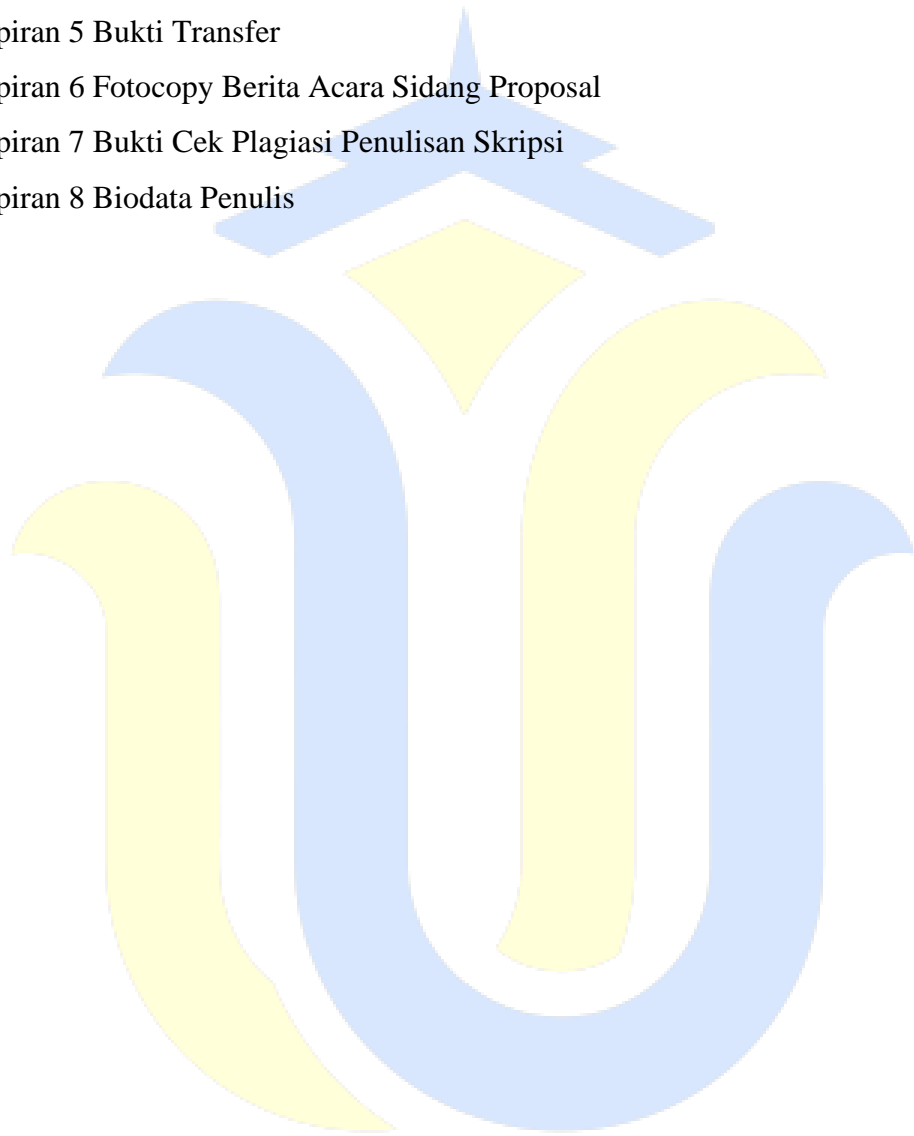 piran 5 Bukti Transfer
piran 6 Fotocopy Berita Acara Sidang Proposal
piran 7 Bukti Cek Plagiasi Penulisan Skripsi
piran 8 Biodata Penulis